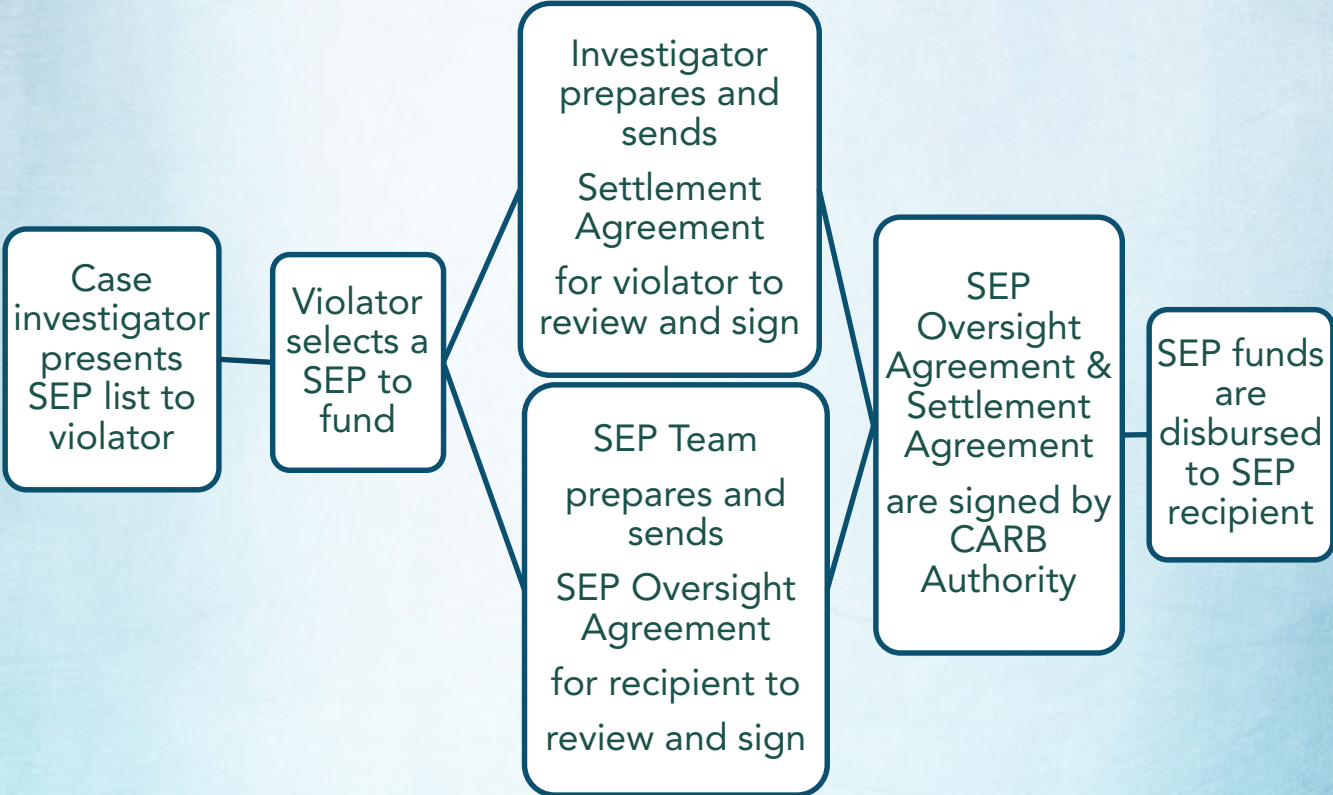 Case
investigator
presents
SEP list to
violator
Violator
selects a
SEP to
fund
Investigator
prepares and
sends
Settlement
Agreement
for violator to
review and sign
SEP Team
prepares and
sends
SEP Oversight
Agreement
for recipient to
review and sign
SEP
Oversight
Agreement &
Settlement
Agreement
are signed by
CARB
Authority
SEP funds
are
disbursed
to SEP
recipient